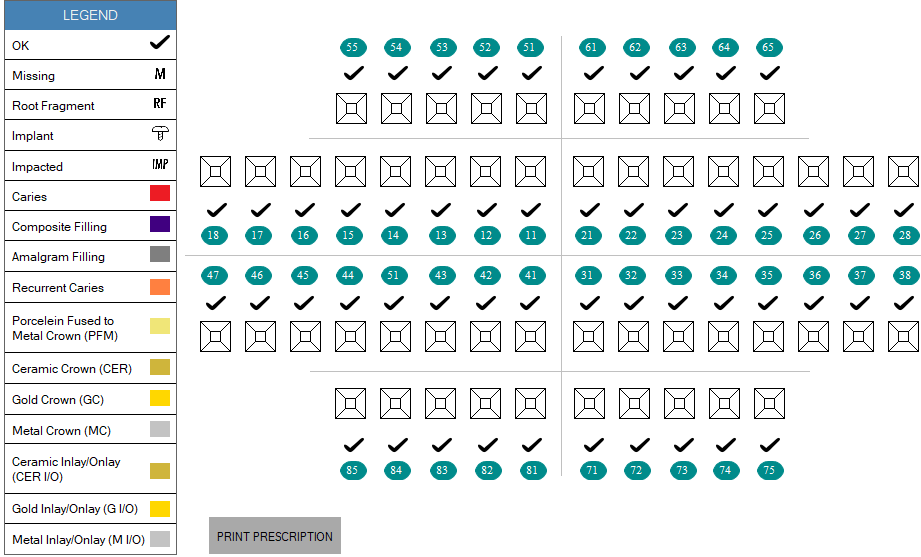 LEGEND
OK
Missing M
Root Fragment RF
Implant
Impacted IMP
Caries
Composite Filling
Amalgram Filling
Recurrent Caries
Porcelein Fused to
Metal Crown (PFM)
Ceramic Crown (CER)
Gold Crown (GC)
Metal Crown (MC)
Ceramic Inlay/Onlay
(CER I/O)
Gold Inlay/Onlay (G I/O)
Metal Inlay/Onlay (M I/O)
55 54 53 52 51 61 62 63 64 65
18 17 16 15 14 13 12 11 21 22 23 24 25 26 27 28
47 46 45 44 51 43 42 41 31 32 33 34 35 36 37 38
85 84 83 82 81 71 72 73 74 75
PRINT PRESCRIPTION